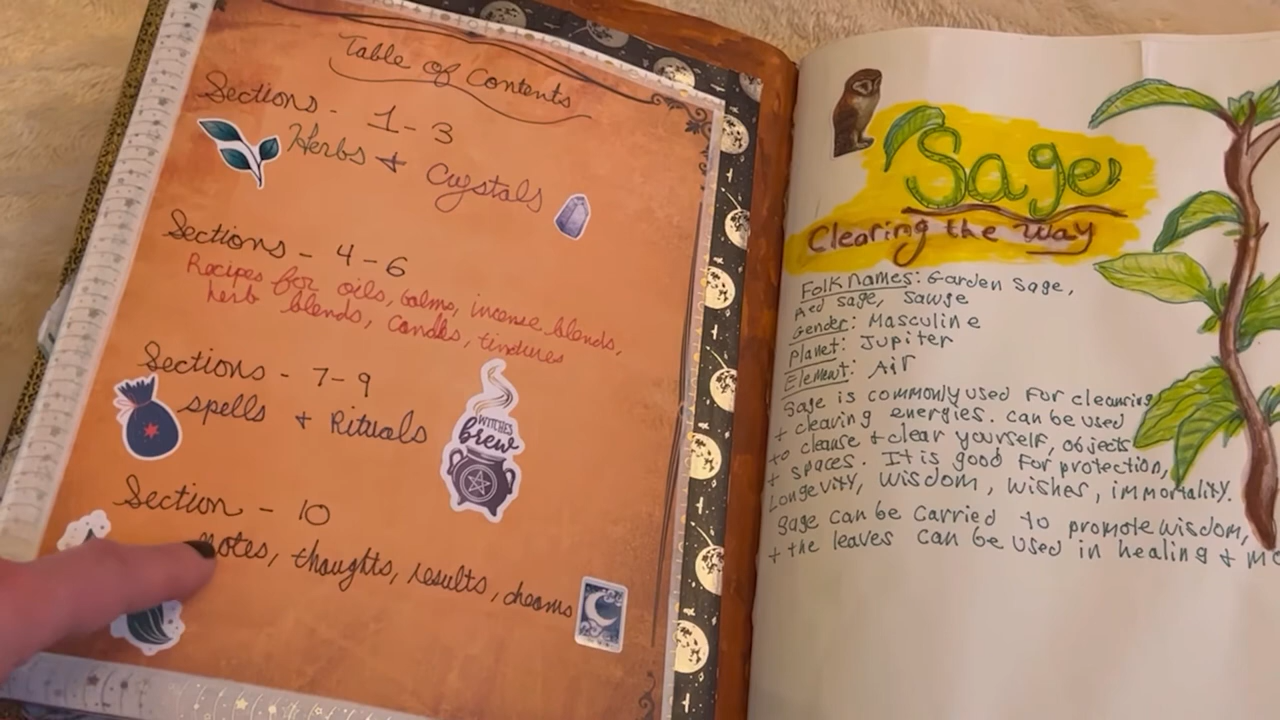 Table of Contents
Sections - 1-3
Herbs + Crystals
Sections - 4-6
Recipes for oils, balms, incense blends,
herb blends, Candles, tinctures
Sections - 7-9
spells + Rituals
WITCHES
brew
Section - 10
notes, thoughts, results, dreams
Sage
Clearing the Way
Folk Names: Garden Sage,
Red sage, Sawge
Gender: Masculine
Planet: Jupiter
Element: Air
Sage is commonly used for cleansing
+ clearing energies. can be used
to cleanse + clear yourself, objects
+ spaces. It is good for protection,
Longevity, wisdom, wishes, immortality.
Sage can be carried to promote wisdom,
+ the leaves can be used in healing +